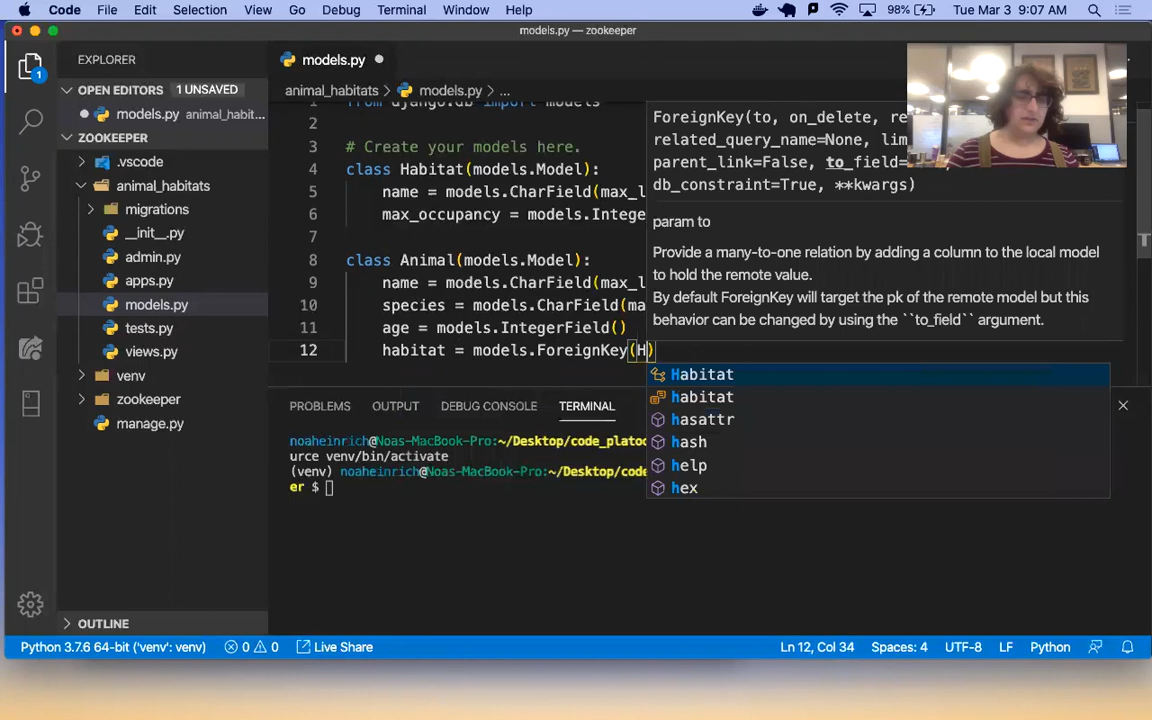 Code File Edit Selection View Go Debug Terminal Window Help 98% Tue Mar 3 9:07 AM
models.py — zookeeper
EXPLORER
OPEN EDITORS 1 UNSAVED
models.py animal_habit...
ZOOKEEPER
.vscode
animal_habitats
migrations
__init__.py
admin.py
apps.py
models.py
tests.py
views.py
venv
zookeeper
manage.py
OUTLINE
models.py
animal_habitats > models.py > ...
1 from django.db import models
2
3 # Create your models here.
4 class Habitat(models.Model):
5 name = models.CharField(max_l
6 max_occupancy = models.Intege
7
8 class Animal(models.Model):
9 name = models.CharField(max_l
10 species = models.CharField(ma
11 age = models.IntegerField()
12 habitat = models.ForeignKey(H)
ForeignKey(to, on_delete, re
related_query_name=None, lim
parent_link=False, to_field=
db_constraint=True, **kwargs)
param to
Provide a many-to-one relation by adding a column to the local model
to hold the remote value.
By default ForeignKey will target the pk of the remote model but this
behavior can be changed by using the ``to_field`` argument.
Habitat
habitat
hasattr
hash
help
hex
PROBLEMS OUTPUT DEBUG CONSOLE TERMINAL
noaheinrich@Noas-MacBook-Pro:~/Desktop/code_platoo
urce venv/bin/activate
(venv) noaheinrich@Noas-MacBook-Pro:~/Desktop/code
er $
1
Python 3.7.6 64-bit ('venv': venv) 0 0 Live Share Ln 12, Col 34 Spaces: 4 UTF-8 LF Python